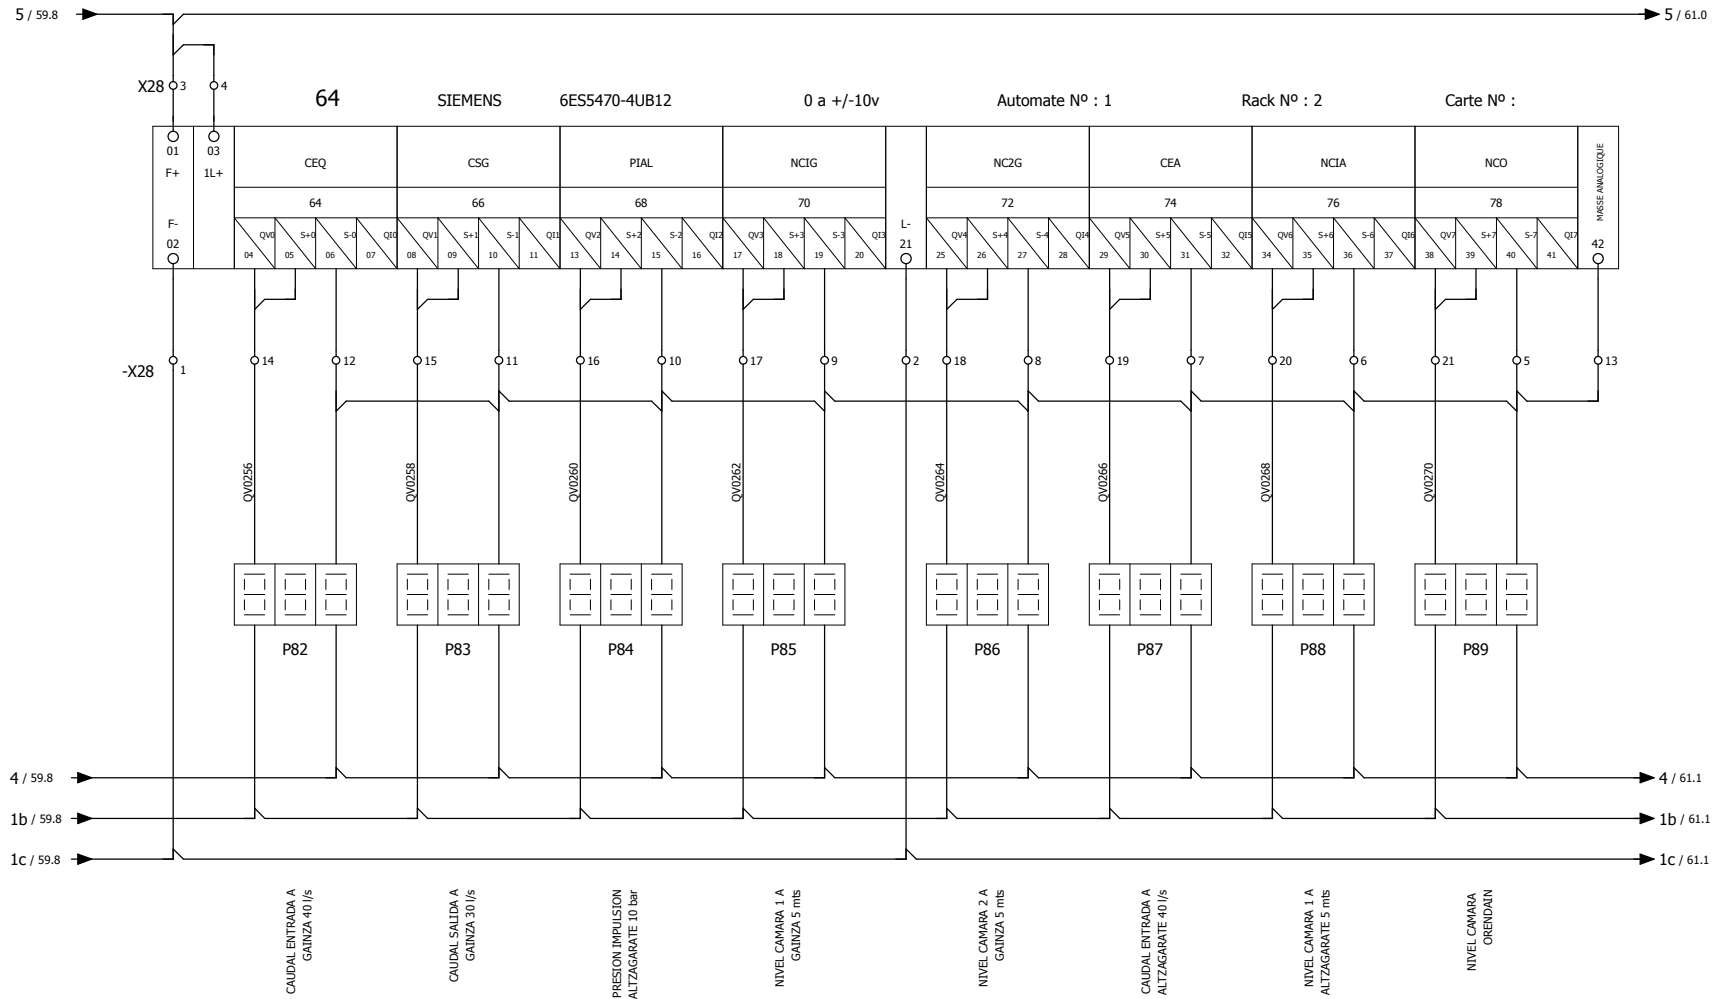 5 / 59.8
5 / 61.0
X28 3 4
64 SIEMENS 6ES5470-4UB12 0 a +/-10v Automate Nº : 1 Rack Nº : 2 Carte Nº :
01 03
F+ 1L+
CEQ CSG PIAL NCIG NC2G CEA NCIA NCO
MASSE ANALOGIQUE
64 66 68 70 72 74 76 78
F- L-
02 21 42
QV0 S+0 S-0 QI0 QV1 S+1 S-1 QI1 QV2 S+2 S-2 QI2 QV3 S+3 S-3 QI3 QV4 S+4 S-4 QI4 QV5 S+5 S-5 QI5 QV6 S+6 S-6 QI6 QV7 S+7 S-7 QI7
04 05 06 07 08 09 10 11 13 14 15 16 17 18 19 20 25 26 27 28 29 30 31 32 34 35 36 37 38 39 40 41
-X28 1 14 12 15 11 16 10 17 9 2 18 8 19 7 20 6 21 5 13
QV0256 QV0258 QV0260 QV0262 QV0264 QV0266 QV0268 QV0270
P82 P83 P84 P85 P86 P87 P88 P89
4 / 59.8
4 / 61.1
1b / 59.8
1b / 61.1
1c / 59.8
1c / 61.1
CAUDAL ENTRADA A
GAINZA 40 l/s
CAUDAL SALIDA A
GAINZA 30 l/s
PRESION IMPULSION
ALTZAGARATE 10 bar
NIVEL CAMARA 1 A
GAINZA 5 mts
NIVEL CAMARA 2 A
GAINZA 5 mts
CAUDAL ENTRADA A
ALTZAGARATE 40 l/s
NIVEL CAMARA 1 A
ALTZAGARATE 5 mts
NIVEL CAMARA
ORENDAIN